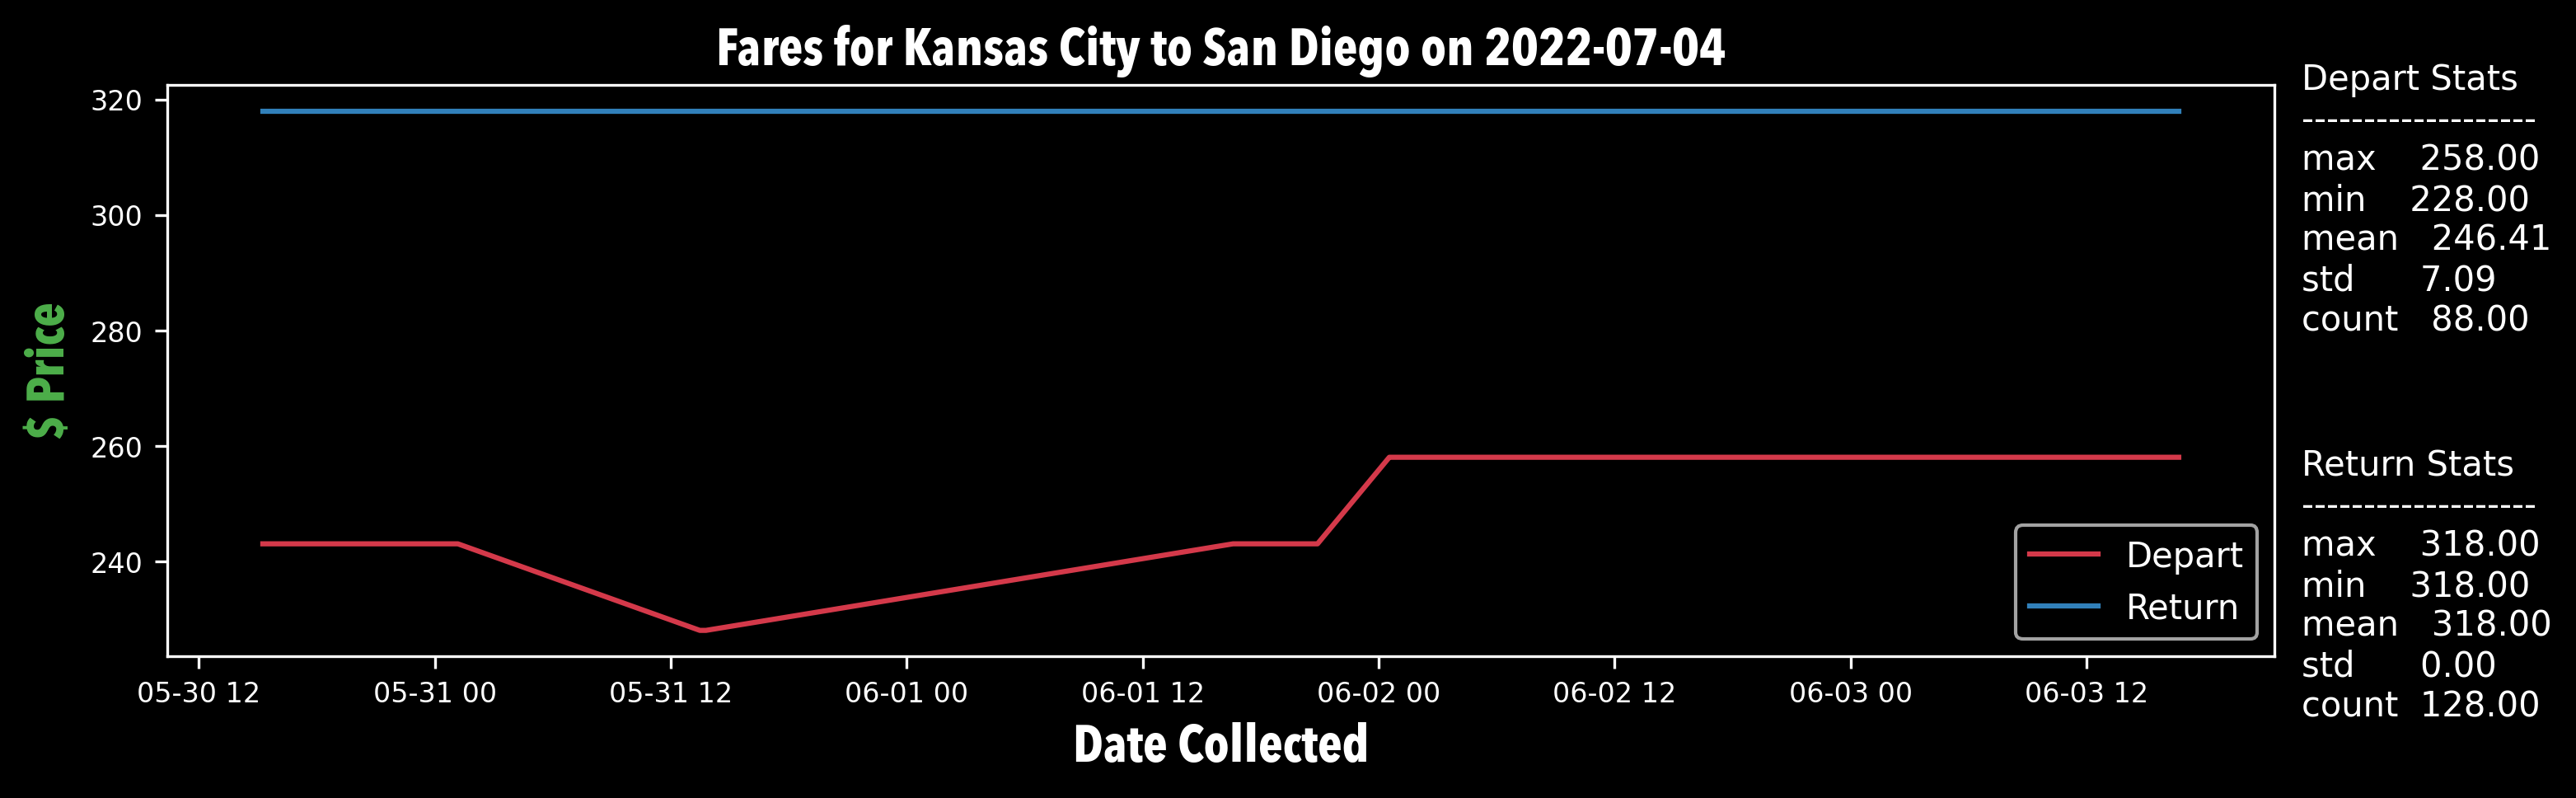 Fares for Kansas City to San Diego on 2022-07-04
320
300
280
260
240
$ Price
05-30 12 05-31 00 05-31 12 06-01 00 06-01 12 06-02 00 06-02 12 06-03 00 06-03 12
Date Collected
Depart
Return
Depart Stats
-------------------
max 258.00
min 228.00
mean 246.41
std 7.09
count 88.00
Return Stats
-------------------
max 318.00
min 318.00
mean 318.00
std 0.00
count 128.00